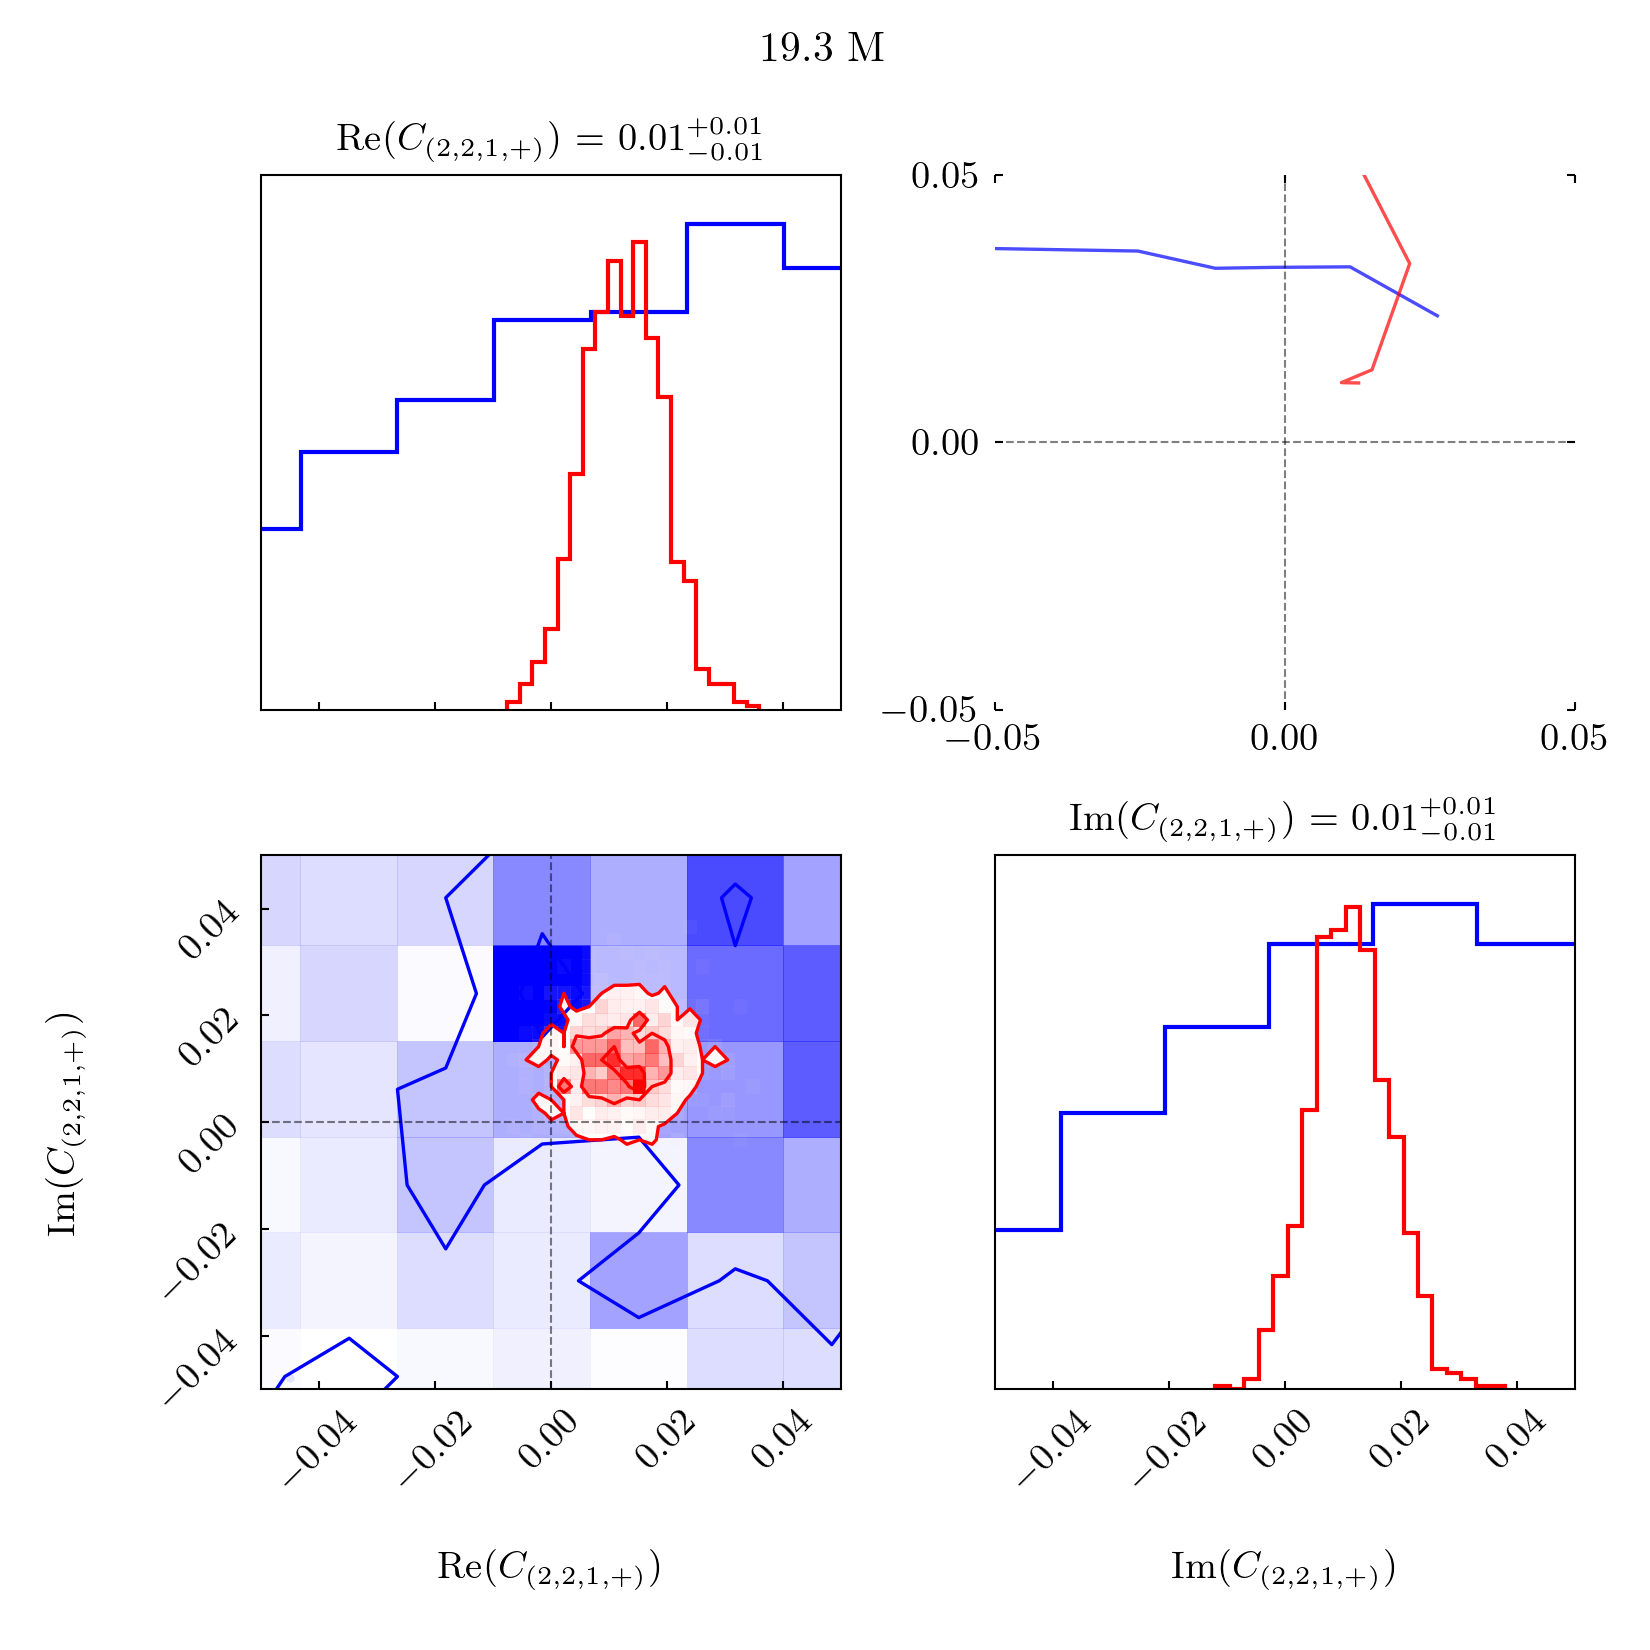 19.3 M
Re(C₍₂,₂,₁,₊₎) = 0.01⁺⁰·⁰¹₋₀.₀₁
0.05
0.00
−0.05
−0.05 0.00 0.05
Im(C₍₂,₂,₁,₊₎) = 0.01⁺⁰·⁰¹₋₀.₀₁
Im(C₍₂,₂,₁,₊₎)
0.04
0.02
0.00
−0.02
−0.04
−0.04 −0.02 0.00 0.02 0.04
−0.04 −0.02 0.00 0.02 0.04
Re(C₍₂,₂,₁,₊₎)
Im(C₍₂,₂,₁,₊₎)